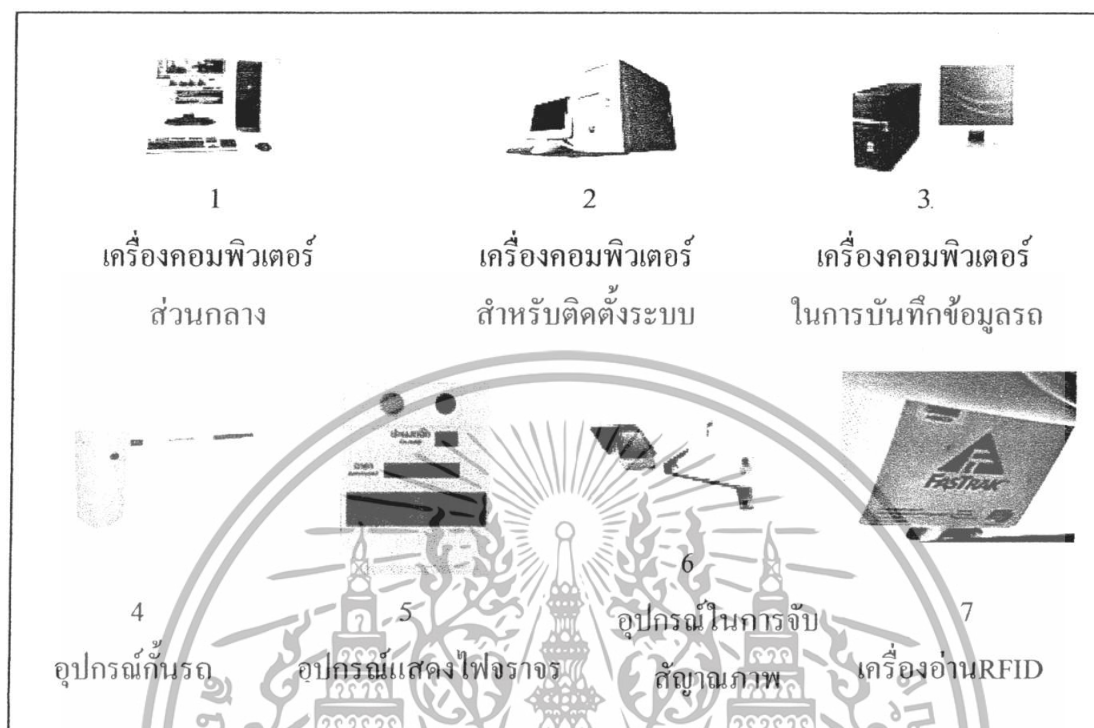 1
2
3.
เครื่องคอมพิวเตอร์
เครื่องคอมพิวเตอร์
เครื่องคอมพิวเตอร์
ส่วนกลาง
สำหรับติดตั้งระบบ
ในการบันทึกข้อมูลรถ
FASTRAK
4
5
6
7
อุปกรณ์กั้นรถ
อุปกรณ์แสดงไฟจราจร
อุปกรณ์ในการจับ
สัญาณภาพ
เครื่องอ่านRFID